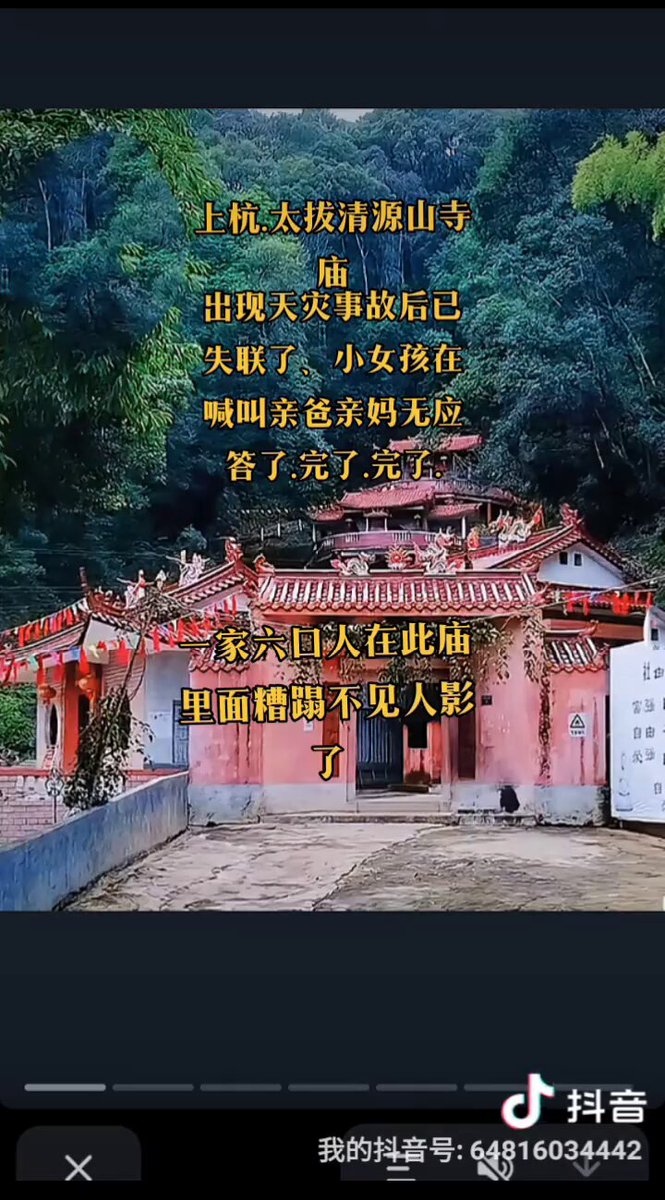 上杭.太拔清源山寺
庙
出现天灾事故后已
失联了、小女孩在
喊叫亲爸亲妈无应
答了.完了.完了.
一家六口人在此庙
里面糟蹋不见人影
了
自由
自
抖音
我的抖音号: 64816034442